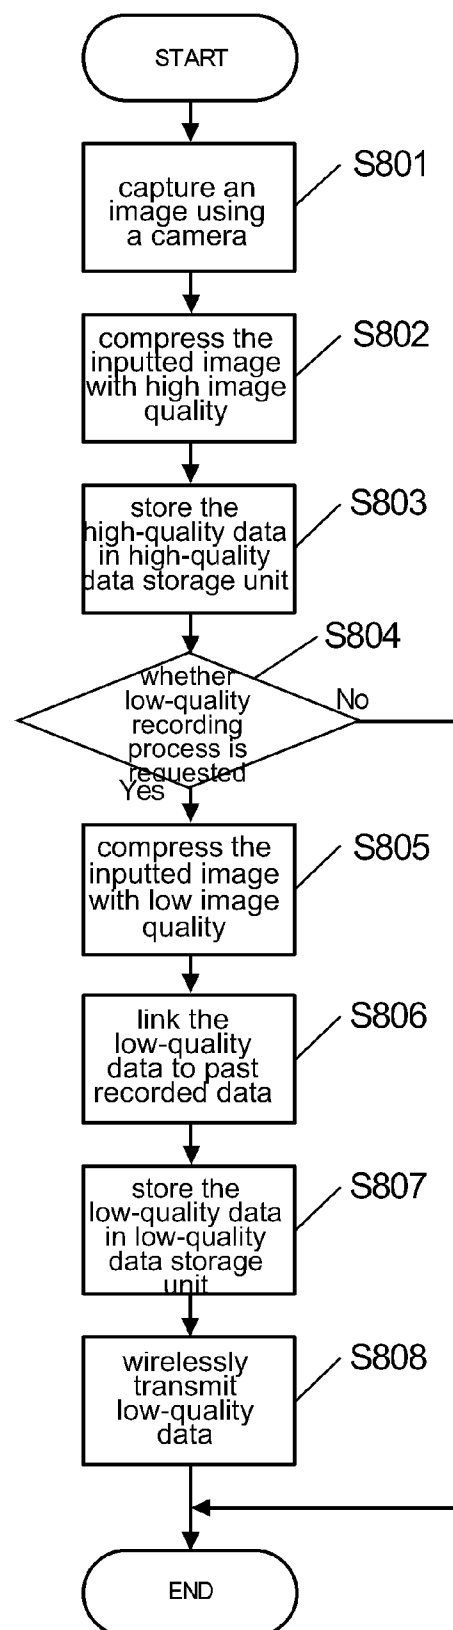 START
S801
capture an
image using
a camera
S802
compress the
inputted image
with high image
quality
S803
store the
high-quality data
in high-quality
data storage unit
S804
whether
low-quality
recording
process is
requested
No
Yes
S805
compress the
inputted image
with low image
quality
S806
link the
low-quality
data to past
recorded data
S807
store the
low-quality data
in low-quality
data storage
unit
S808
wirelessly
transmit
low-quality
data
END